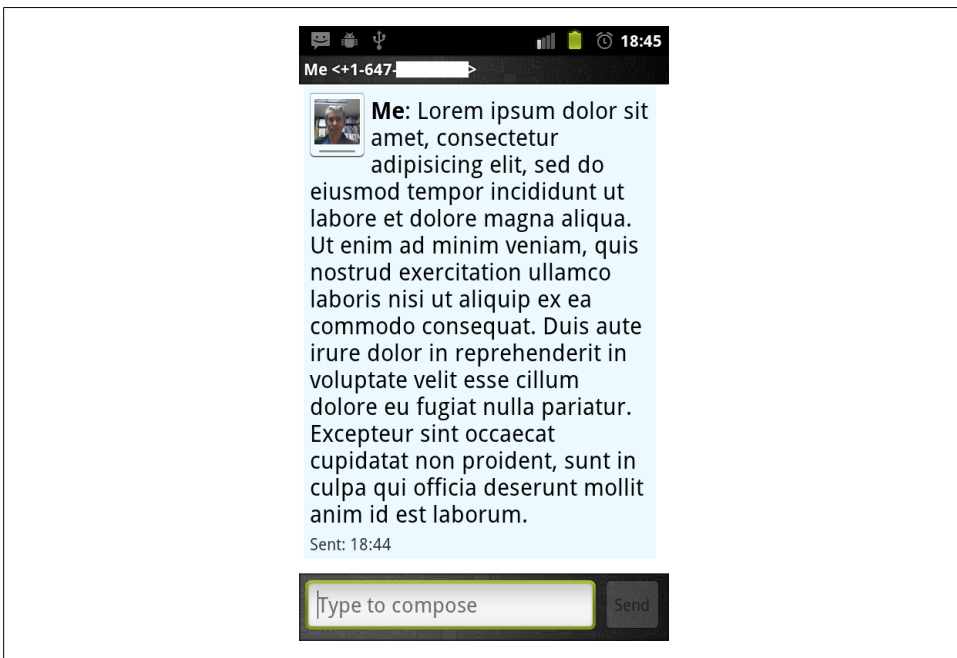 18:45
Me <+1-647- >
Me: Lorem ipsum dolor sit
amet, consectetur
adipisicing elit, sed do
eiusmod tempor incididunt ut
labore et dolore magna aliqua.
Ut enim ad minim veniam, quis
nostrud exercitation ullamco
laboris nisi ut aliquip ex ea
commodo consequat. Duis aute
irure dolor in reprehenderit in
voluptate velit esse cillum
dolore eu fugiat nulla pariatur.
Excepteur sint occaecat
cupidatat non proident, sunt in
culpa qui officia deserunt mollit
anim id est laborum.
Sent: 18:44
Type to compose
Send